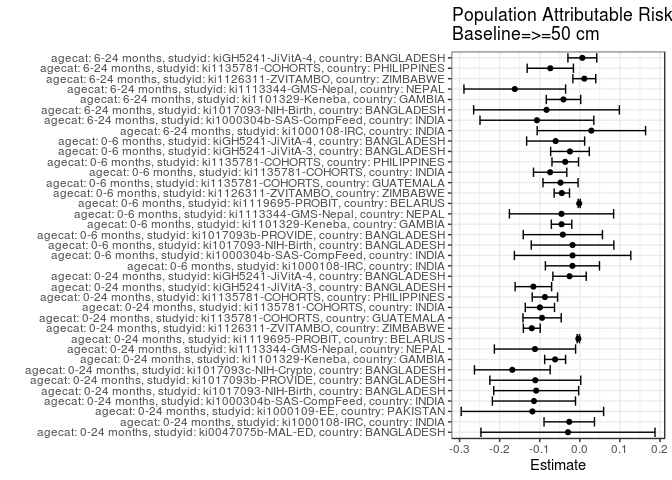 Population Attributable Risk
Baseline=>=50 cm
agecat: 6-24 months, studyid: kiGH5241-JiVitA-4, country: BANGLADESH
agecat: 6-24 months, studyid: ki1135781-COHORTS, country: PHILIPPINES
agecat: 6-24 months, studyid: ki1126311-ZVITAMBO, country: ZIMBABWE
agecat: 6-24 months, studyid: ki1113344-GMS-Nepal, country: NEPAL
agecat: 6-24 months, studyid: ki1101329-Keneba, country: GAMBIA
agecat: 6-24 months, studyid: ki1017093-NIH-Birth, country: BANGLADESH
agecat: 6-24 months, studyid: ki1000304b-SAS-CompFeed, country: INDIA
agecat: 6-24 months, studyid: ki1000108-IRC, country: INDIA
agecat: 0-6 months, studyid: kiGH5241-JiVitA-4, country: BANGLADESH
agecat: 0-6 months, studyid: kiGH5241-JiVitA-3, country: BANGLADESH
agecat: 0-6 months, studyid: ki1135781-COHORTS, country: PHILIPPINES
agecat: 0-6 months, studyid: ki1135781-COHORTS, country: INDIA
agecat: 0-6 months, studyid: ki1135781-COHORTS, country: GUATEMALA
agecat: 0-6 months, studyid: ki1126311-ZVITAMBO, country: ZIMBABWE
agecat: 0-6 months, studyid: ki1119695-PROBIT, country: BELARUS
agecat: 0-6 months, studyid: ki1113344-GMS-Nepal, country: NEPAL
agecat: 0-6 months, studyid: ki1101329-Keneba, country: GAMBIA
agecat: 0-6 months, studyid: ki1017093b-PROVIDE, country: BANGLADESH
agecat: 0-6 months, studyid: ki1017093-NIH-Birth, country: BANGLADESH
agecat: 0-6 months, studyid: ki1000304b-SAS-CompFeed, country: INDIA
agecat: 0-6 months, studyid: ki1000108-IRC, country: INDIA
agecat: 0-24 months, studyid: kiGH5241-JiVitA-4, country: BANGLADESH
agecat: 0-24 months, studyid: kiGH5241-JiVitA-3, country: BANGLADESH
agecat: 0-24 months, studyid: ki1135781-COHORTS, country: PHILIPPINES
agecat: 0-24 months, studyid: ki1135781-COHORTS, country: INDIA
agecat: 0-24 months, studyid: ki1135781-COHORTS, country: GUATEMALA
agecat: 0-24 months, studyid: ki1126311-ZVITAMBO, country: ZIMBABWE
agecat: 0-24 months, studyid: ki1119695-PROBIT, country: BELARUS
agecat: 0-24 months, studyid: ki1113344-GMS-Nepal, country: NEPAL
agecat: 0-24 months, studyid: ki1101329-Keneba, country: GAMBIA
agecat: 0-24 months, studyid: ki1017093c-NIH-Crypto, country: BANGLADESH
agecat: 0-24 months, studyid: ki1017093b-PROVIDE, country: BANGLADESH
agecat: 0-24 months, studyid: ki1017093-NIH-Birth, country: BANGLADESH
agecat: 0-24 months, studyid: ki1000304b-SAS-CompFeed, country: INDIA
agecat: 0-24 months, studyid: ki1000109-EE, country: PAKISTAN
agecat: 0-24 months, studyid: ki1000108-IRC, country: INDIA
agecat: 0-24 months, studyid: ki0047075b-MAL-ED, country: BANGLADESH
-0.3 -0.2 -0.1 0.0 0.1 0.2
Estimate